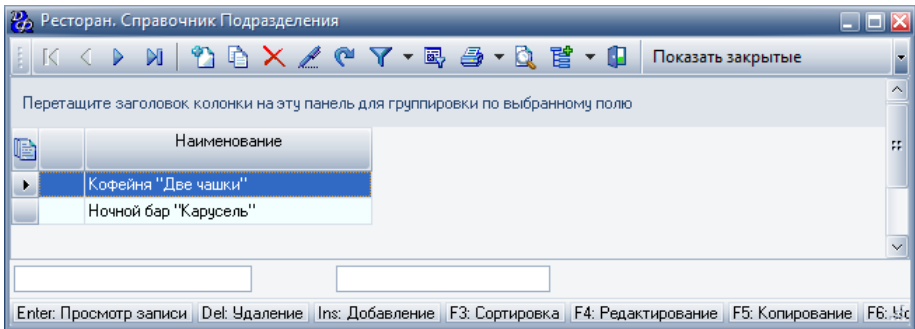 Ресторан. Справочник Подразделения
Показать закрытые
Перетащите заголовок колонки на эту панель для группировки по выбранному полю
Наименование
Кофейня "Две чашки"
Ночной бар "Карусель"
Enter: Просмотр записи Del: Удаление Ins: Добавление F3: Сортировка F4: Редактирование F5: Копирование F6: